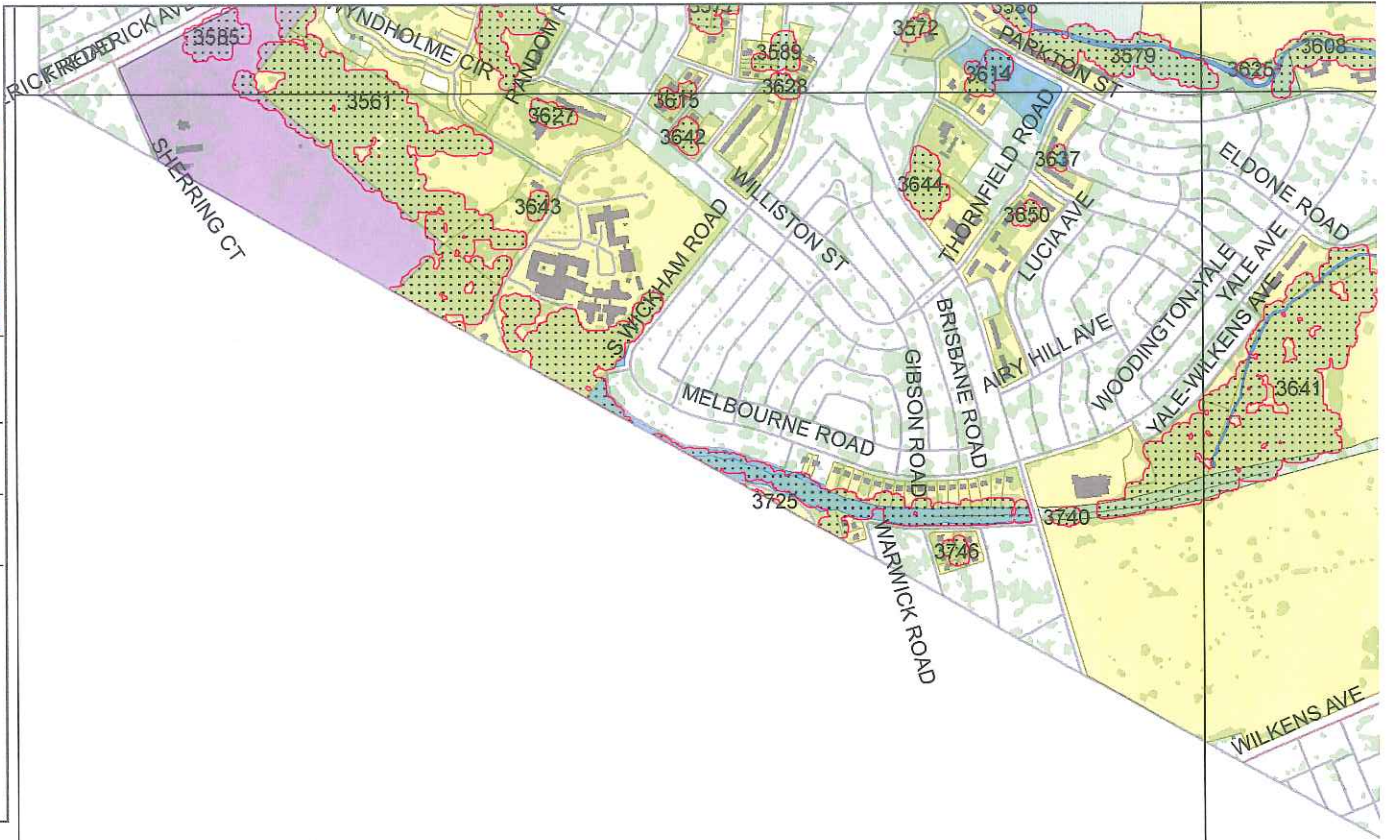 FREDERICK AVE
3585
WYNDHOLME CIR
3589
3628
3572
PARKTON ST
3579
3608
3614
3561
3627
3615
3642
3637
ELDONE ROAD
SHERRING CT
3643
S WICKHAM ROAD
WILLISTON ST
3644
THORNFIELD ROAD
3650
LUCIA AVE
YALE AVE
WOODINGTON-YALE
YALE-WILKENS AVE
BRISBANE ROAD
GIBSON ROAD
AIRY HILL AVE
3641
MELBOURNE ROAD
3725
3740
3746
WARWICK ROAD
WILKENS AVE